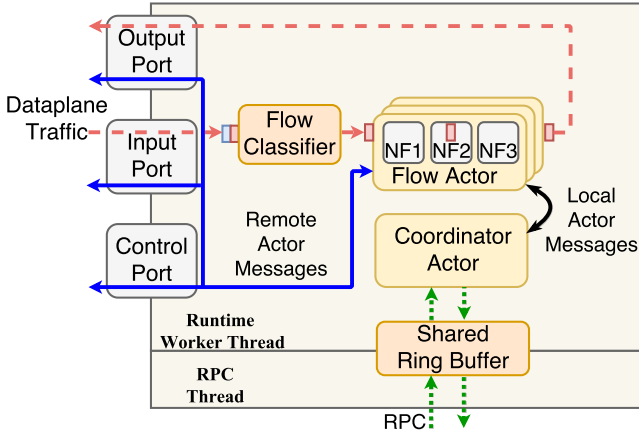 Output
Port
Dataplane
Traffic
Input
Port
Control
Port
Flow
Classifier
NF1
NF2
NF3
Flow Actor
Local
Actor
Messages
Remote
Actor
Messages
Coordinator
Actor
Runtime
Worker Thread
Shared
Ring Buffer
RPC
Thread
RPC